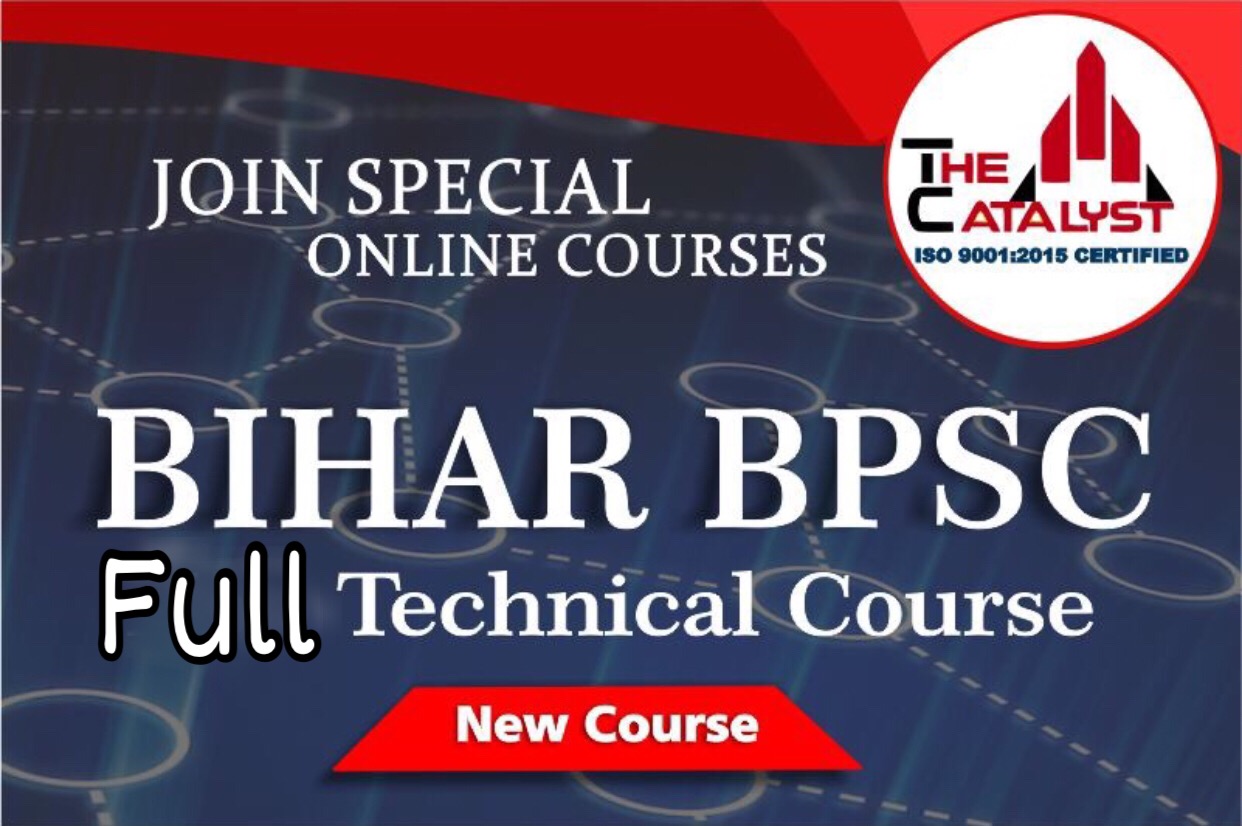 JOIN SPECIAL
ONLINE COURSES
THE
CATALYST
ISO 9001:2015 CERTIFIED
BIHAR BPSC
Full Technical Course
New Course